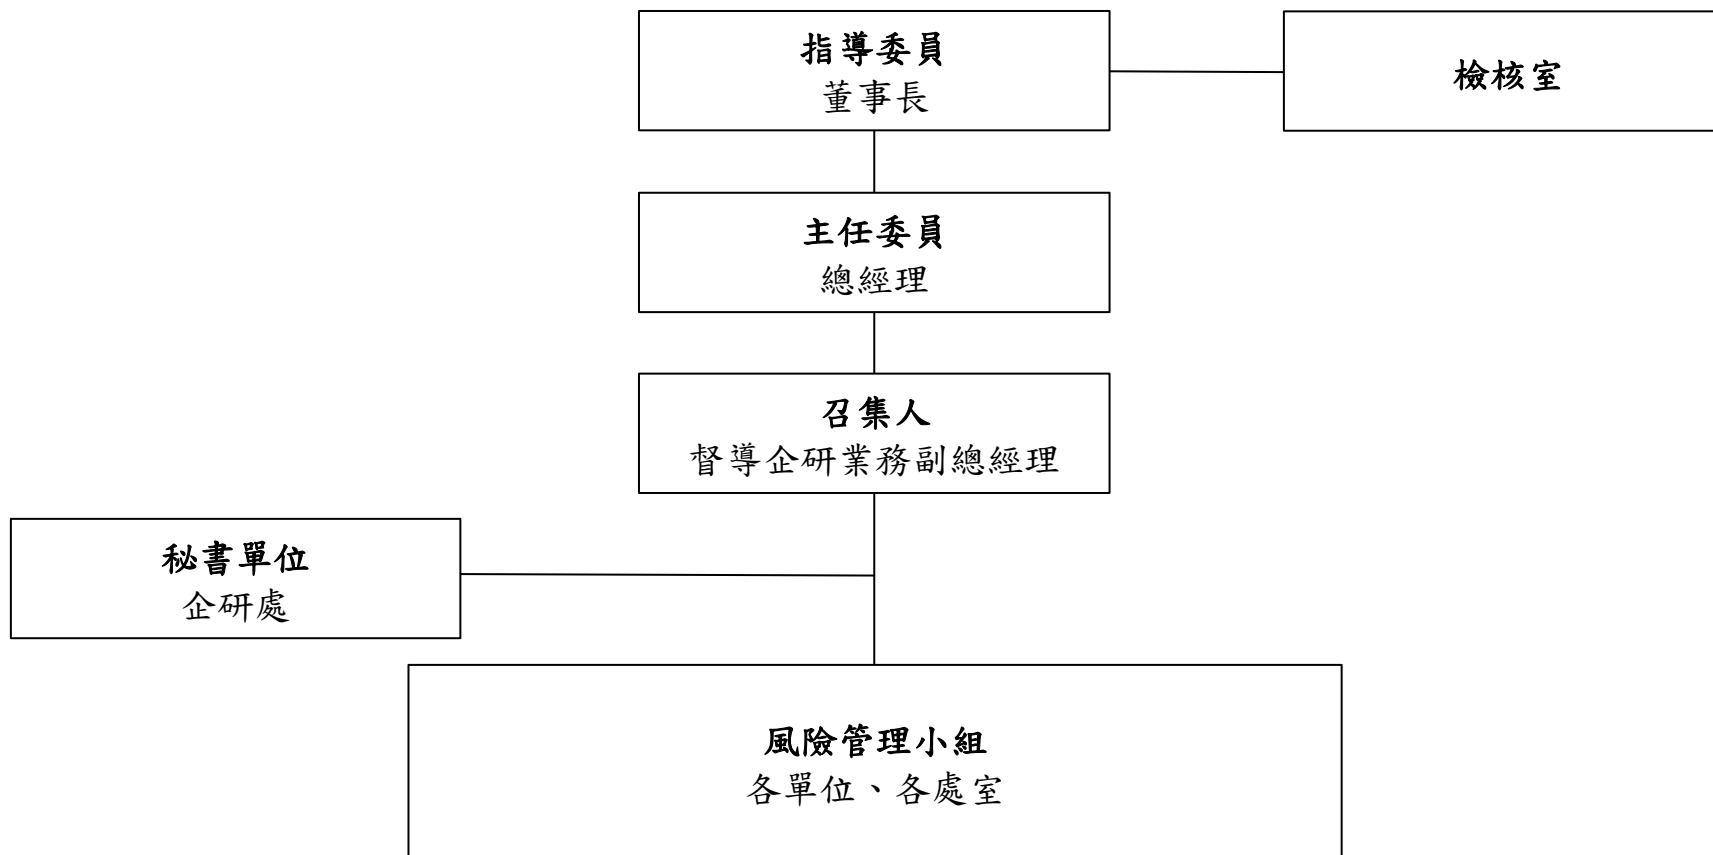 指導委員
董事長
檢核室
主任委員
總經理
召集人
督導企研業務副總經理
秘書單位
企研處
風險管理小組
各單位、各處室